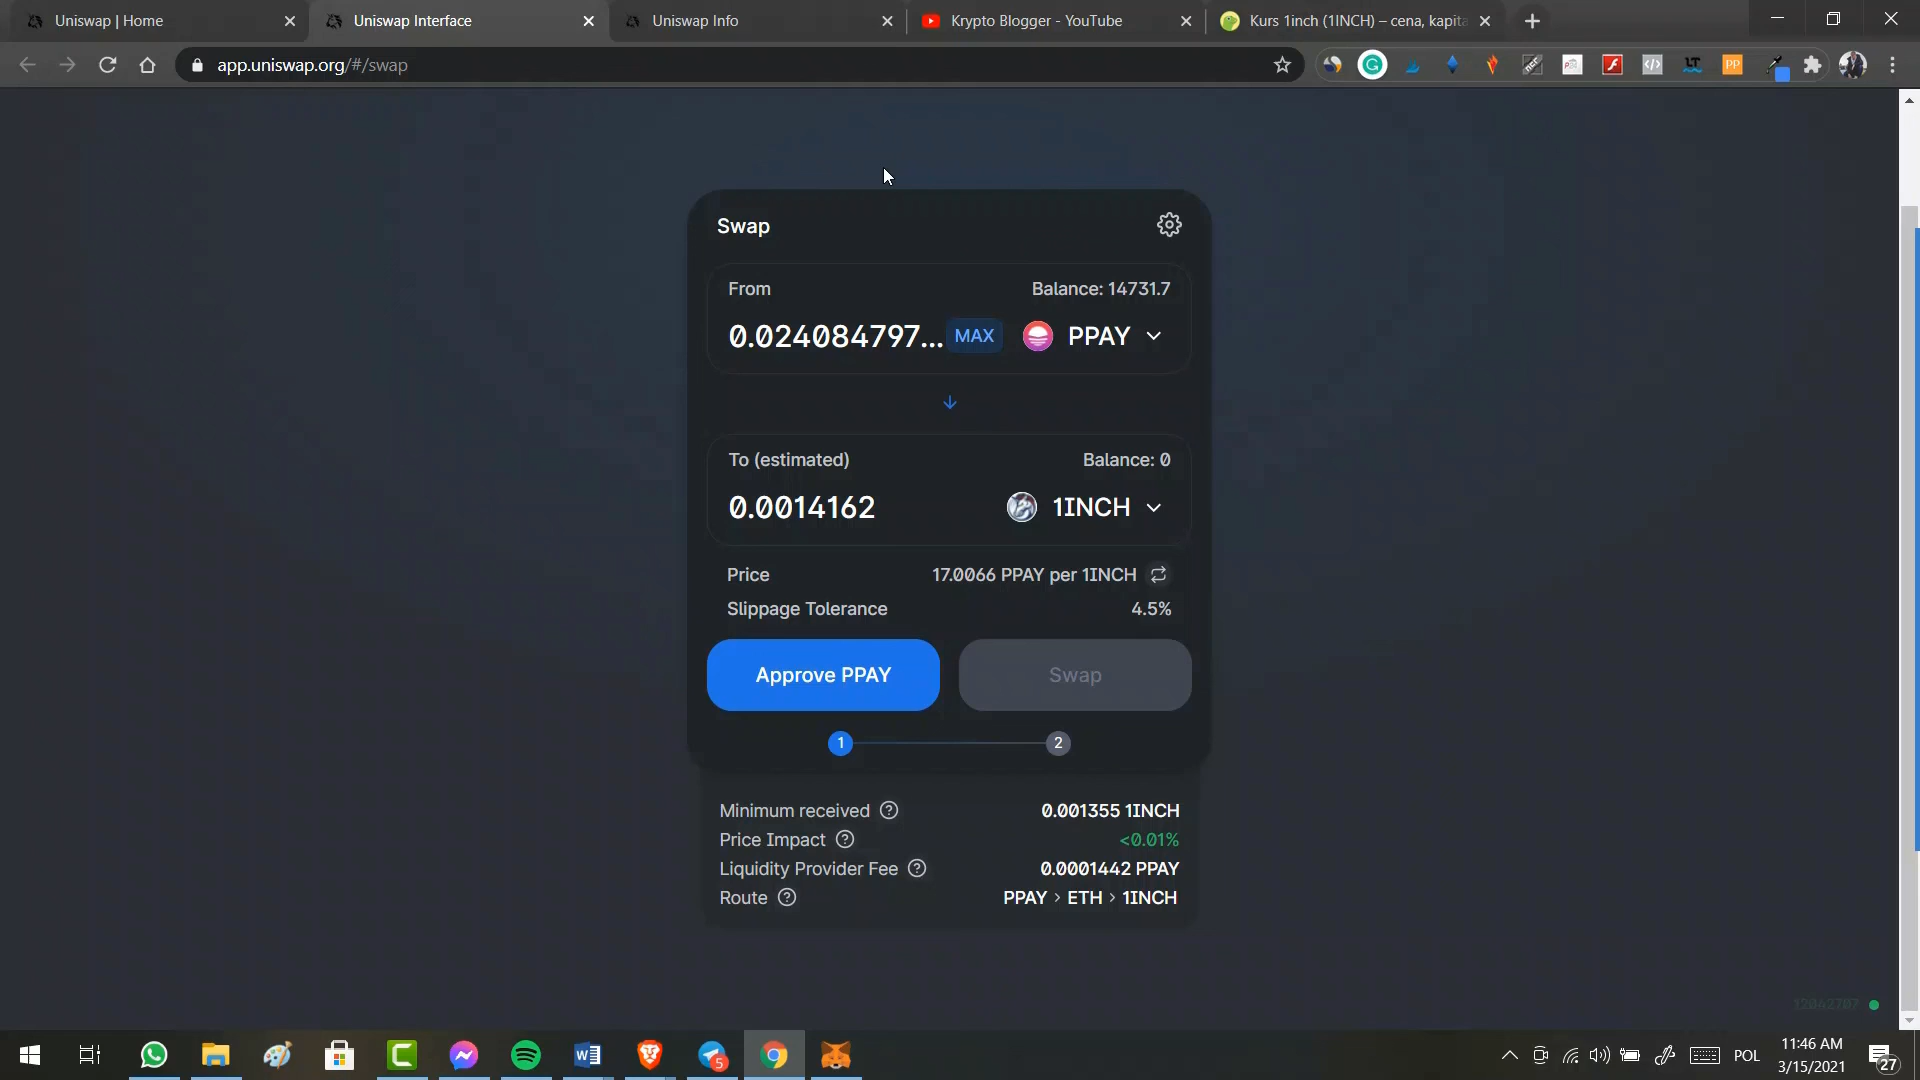 Uniswap | Home
Uniswap Interface
Uniswap Info
Krypto Blogger - YouTube
Kurs 1inch (1INCH) – cena, kapita
app.uniswap.org/#/swap
Swap
From
Balance: 14731.7
0.024084797...
MAX
PPAY
To (estimated)
Balance: 0
0.0014162
1INCH
Price
17.0066 PPAY per 1INCH
Slippage Tolerance
4.5%
Approve PPAY
Swap
1
2
Minimum received
0.001355 1INCH
Price Impact
<0.01%
Liquidity Provider Fee
0.0001442 PPAY
Route
PPAY > ETH > 1INCH
12042707
5
POL
11:46 AM
3/15/2021
27